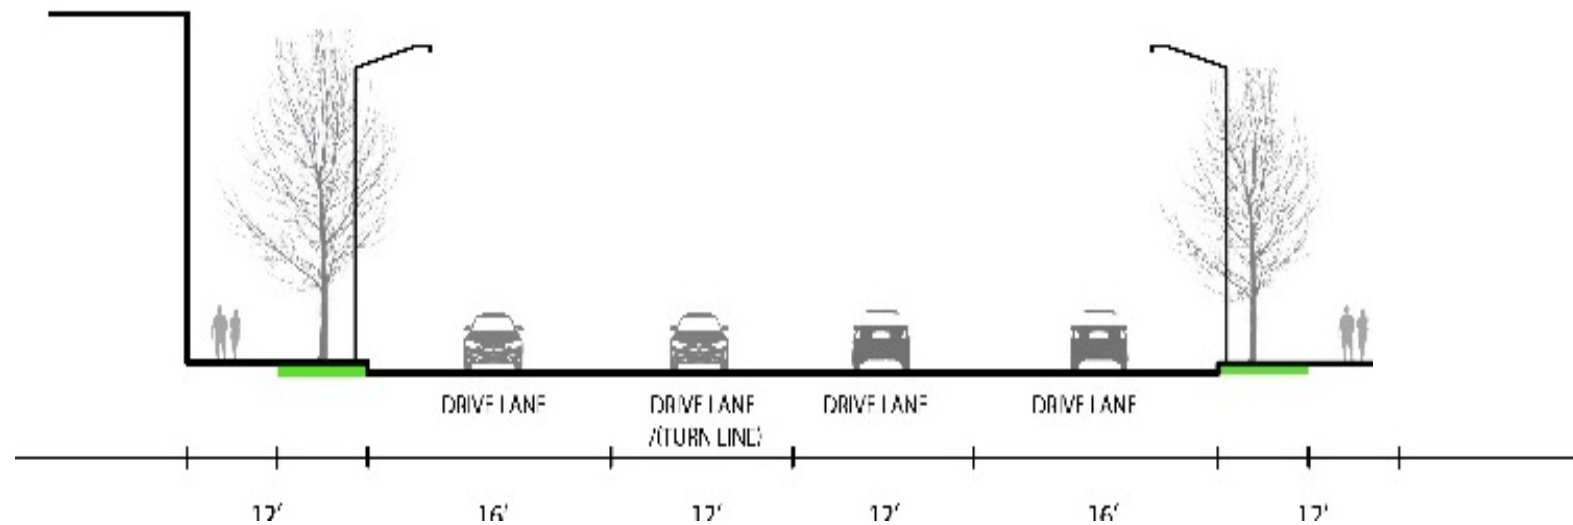 DRIVE LANE DRIVE LANE DRIVE LANE DRIVE LANE
/(TURN LINE)
12' 16' 12' 12' 16' 12'